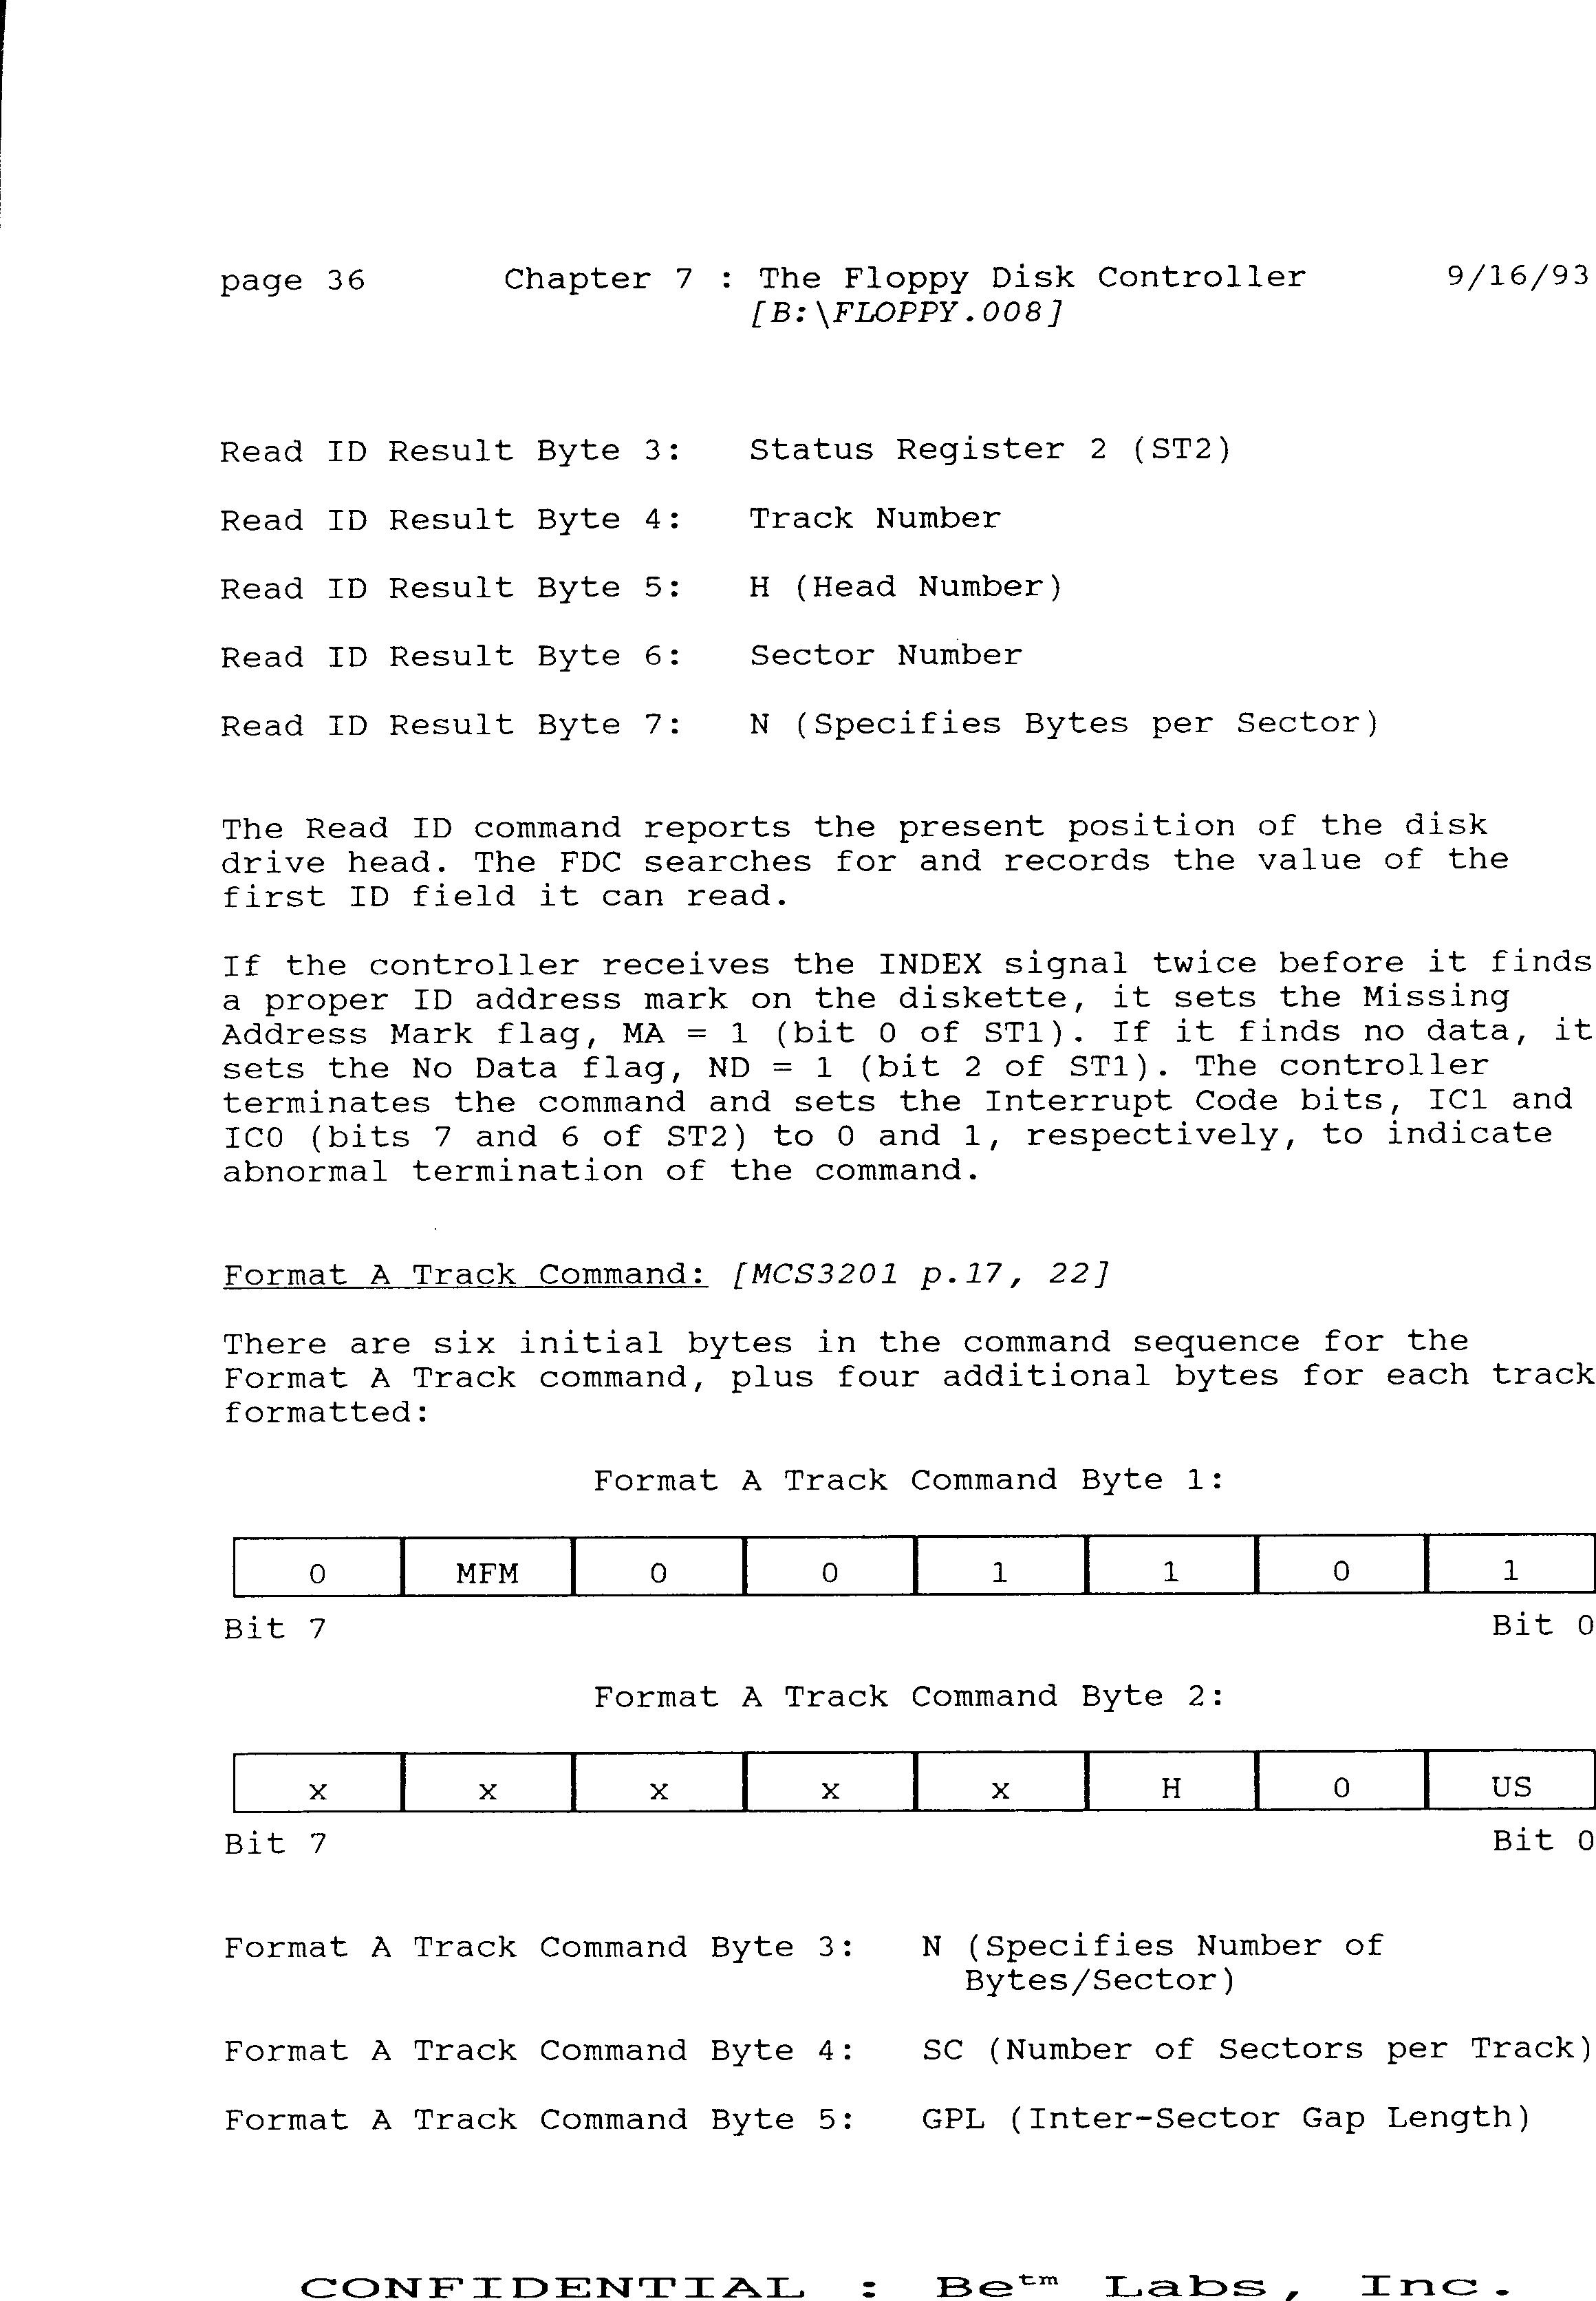 page 36 Chapter 7 : The Floppy Disk Controller 9/16/93
[B:\FLOPPY.008]
Read ID Result Byte 3: Status Register 2 (ST2)
Read ID Result Byte 4: Track Number
Read ID Result Byte 5: H (Head Number)
Read ID Result Byte 6: Sector Number
Read ID Result Byte 7: N (Specifies Bytes per Sector)
The Read ID command reports the present position of the disk
drive head. The FDC searches for and records the value of the
first ID field it can read.
If the controller receives the INDEX signal twice before it finds
a proper ID address mark on the diskette, it sets the Missing
Address Mark flag, MA = 1 (bit 0 of ST1). If it finds no data, it
sets the No Data flag, ND = 1 (bit 2 of ST1). The controller
terminates the command and sets the Interrupt Code bits, IC1 and
IC0 (bits 7 and 6 of ST2) to 0 and 1, respectively, to indicate
abnormal termination of the command.
Format A Track Command: [MCS3201 p.17, 22]
There are six initial bytes in the command sequence for the
Format A Track command, plus four additional bytes for each track
formatted:
Format A Track Command Byte 1:
0 MFM 0 0 1 1 0 1
Bit 7 Bit 0
Format A Track Command Byte 2:
x x x x x H 0 US
Bit 7 Bit 0
Format A Track Command Byte 3: N (Specifies Number of
Bytes/Sector)
Format A Track Command Byte 4: SC (Number of Sectors per Track)
Format A Track Command Byte 5: GPL (Inter-Sector Gap Length)
CONFIDENTIAL : Be™ Labs, Inc.